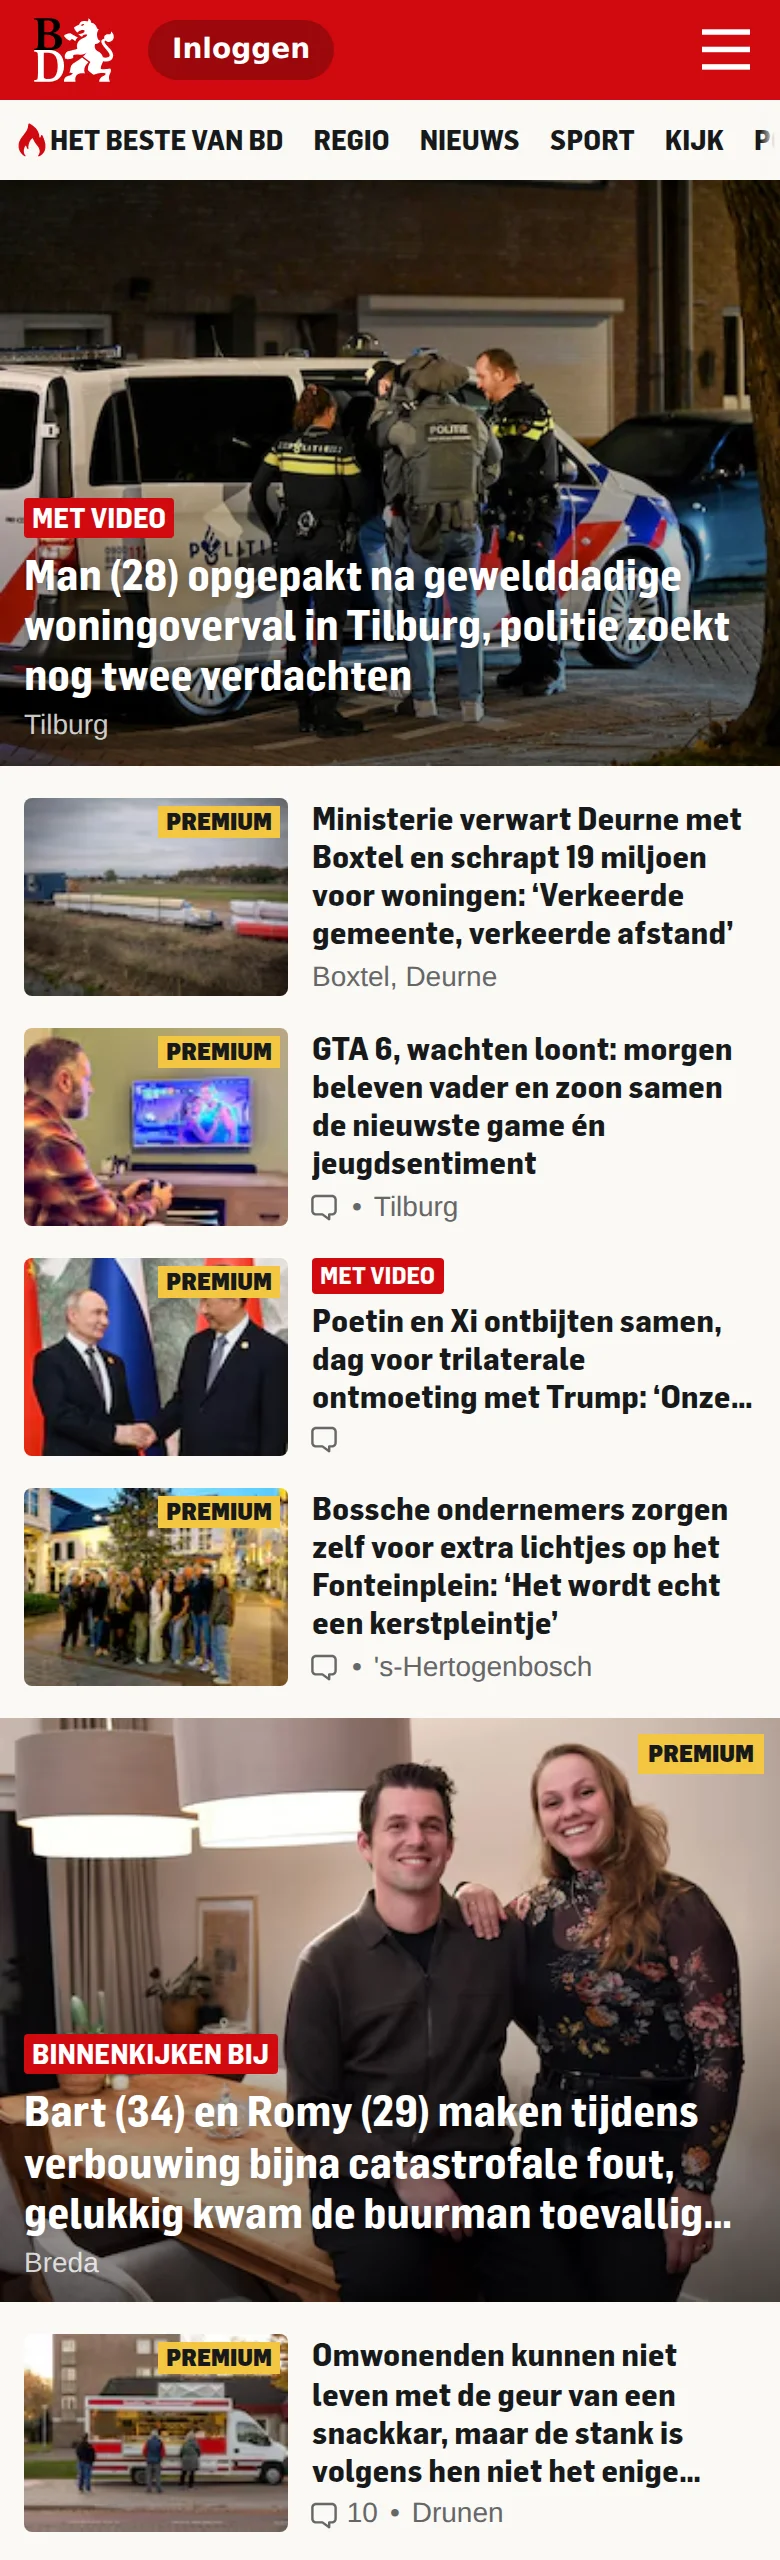 BD
Inloggen
HET BESTE VAN BD REGIO NIEUWS SPORT KIJK
POLITIE
POLITIE
MET VIDEO
Man (28) opgepakt na gewelddadige
woningoverval in Tilburg, politie zoekt
nog twee verdachten
Tilburg
PREMIUM
Ministerie verwart Deurne met
Boxtel en schrapt 19 miljoen
voor woningen: ‘Verkeerde
gemeente, verkeerde afstand’
Boxtel, Deurne
PREMIUM
GTA 6, wachten loont: morgen
beleven vader en zoon samen
de nieuwste game én
jeugdsentiment
• Tilburg
PREMIUM
MET VIDEO
Poetin en Xi ontbijten samen,
dag voor trilaterale
ontmoeting met Trump: ‘Onze...
PREMIUM
Bossche ondernemers zorgen
zelf voor extra lichtjes op het
Fonteinplein: ‘Het wordt echt
een kerstpleintje’
• 's-Hertogenbosch
PREMIUM
BINNENKIJKEN BIJ
Bart (34) en Romy (29) maken tijdens
verbouwing bijna catastrofale fout,
gelukkig kwam de buurman toevallig...
Breda
PREMIUM
Omwonenden kunnen niet
leven met de geur van een
snackkar, maar de stank is
volgens hen niet het enige...
10 • Drunen